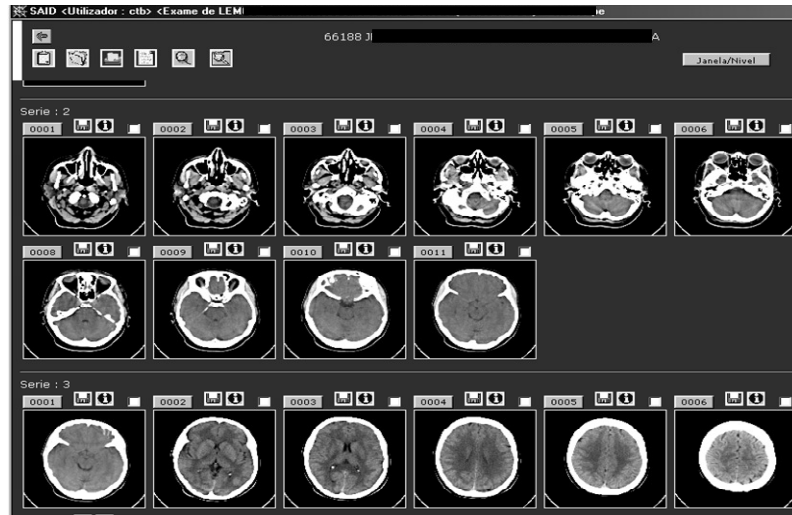 SAID <Utilizador : ctb> <Exame de LEM
66188 J
A
Janela/Nivel
Serie : 2
0001 0002 0003 0004 0005 0006
0008 0009 0010 0011
Serie : 3
0001 0002 0003 0004 0005 0006